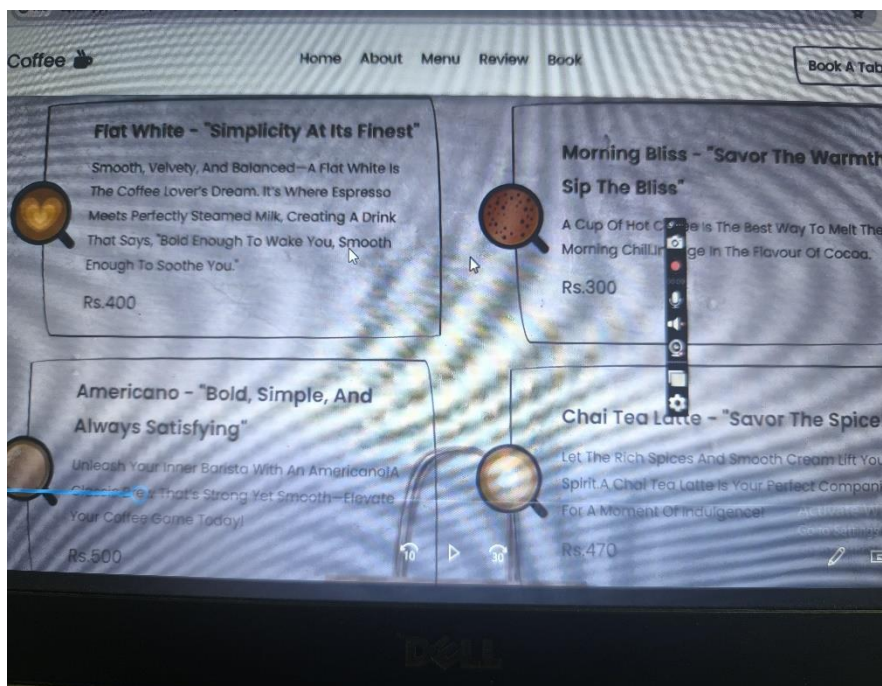 Coffee
Home About Menu Review Book
Book A Tab
Flat White - "Simplicity At Its Finest"
Smooth, Velvety, And Balanced—A Flat White Is
The Coffee Lover's Dream. It's Where Espresso
Meets Perfectly Steamed Milk, Creating A Drink
That Says, "Bold Enough To Wake You, Smooth
Enough To Soothe You."
Rs.400
Morning Bliss - "Savor The Warmth
Sip The Bliss"
A Cup Of Hot Is The Best Way To Melt The
Morning Chill. In The Flavour Of Cocoa.
Rs.300
Americano - "Bold, Simple, And
Always Satisfying"
Unleash Your Inner Barista With An Americano!A
Classic That's Strong Yet Smooth—Elevate
Your Coffee Game Today!
Rs.500
Chai Tea Latte - "Savor The Spice
Let The Rich Spices And Smooth Cream Lift You
Spirit.A Chai Tea Latte Is Your Perfect Compani
For A Moment Of Indulgence!
Rs.470
10
30
DELL